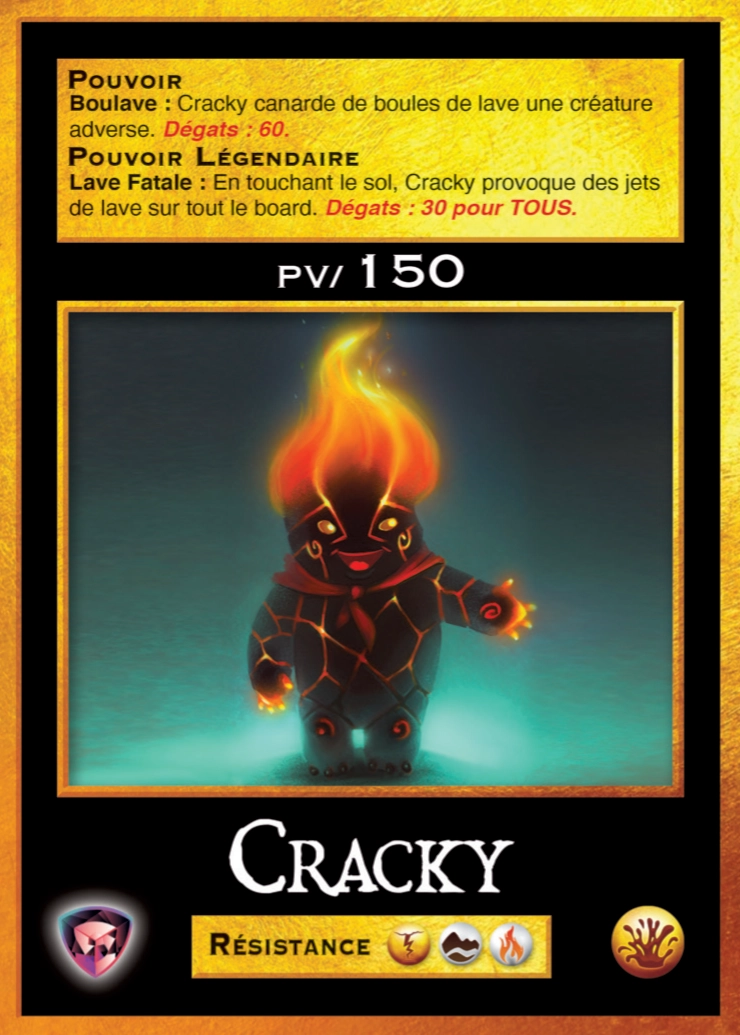 POUVOIR
Boulave : Cracky canarde de boules de lave une créature
adverse. Dégats : 60.
POUVOIR LÉGENDAIRE
Lave Fatale : En touchant le sol, Cracky provoque des jets
de lave sur tout le board. Dégats : 30 pour TOUS.
PV/ 150
CRACKY
RÉSISTANCE